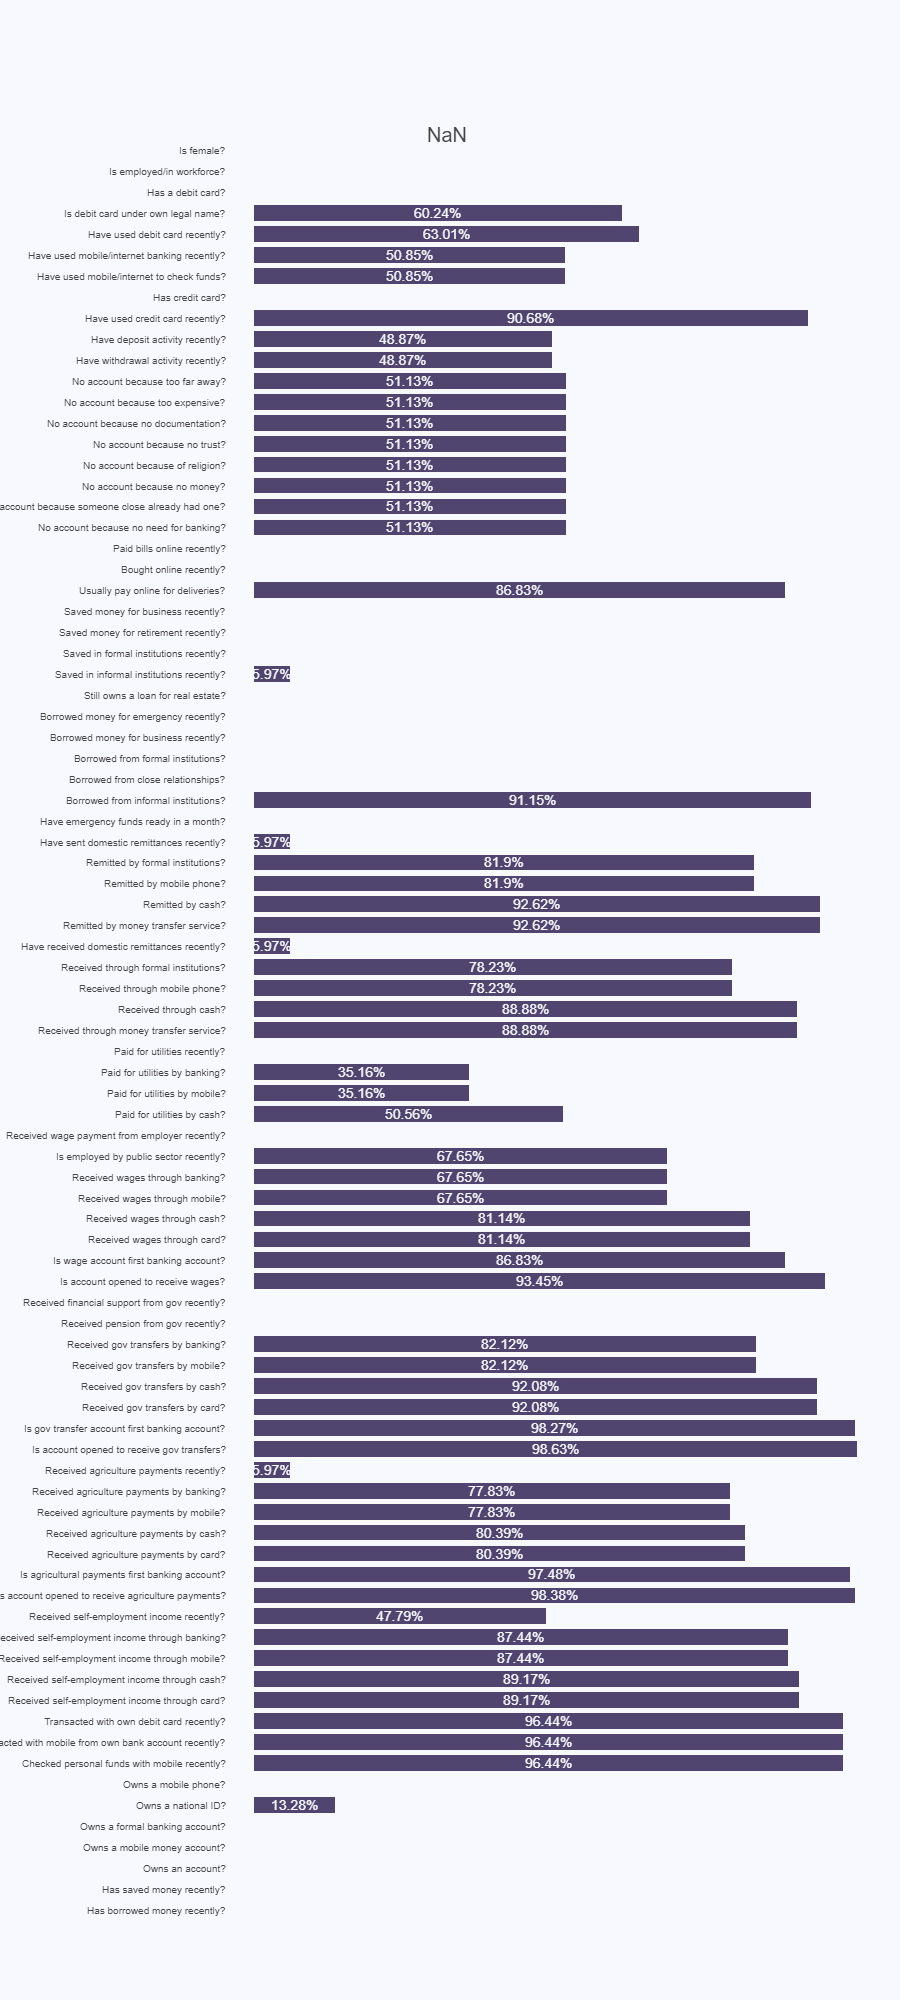 NaN
Is female?
Is employed/in workforce?
Has a debit card?
Is debit card under own legal name? 60.24%
Have used debit card recently? 63.01%
Have used mobile/internet banking recently? 50.85%
Have used mobile/internet to check funds? 50.85%
Has credit card?
Have used credit card recently? 90.68%
Have deposit activity recently? 48.87%
Have withdrawal activity recently? 48.87%
No account because too far away? 51.13%
No account because too expensive? 51.13%
No account because no documentation? 51.13%
No account because no trust? 51.13%
No account because of religion? 51.13%
No account because no money? 51.13%
account because someone close already had one? 51.13%
No account because no need for banking? 51.13%
Paid bills online recently?
Bought online recently?
Usually pay online for deliveries? 86.83%
Saved money for business recently?
Saved money for retirement recently?
Saved in formal institutions recently?
Saved in informal institutions recently? 5.97%
Still owns a loan for real estate?
Borrowed money for emergency recently?
Borrowed money for business recently?
Borrowed from formal institutions?
Borrowed from close relationships?
Borrowed from informal institutions? 91.15%
Have emergency funds ready in a month?
Have sent domestic remittances recently? 5.97%
Remitted by formal institutions? 81.9%
Remitted by mobile phone? 81.9%
Remitted by cash? 92.62%
Remitted by money transfer service? 92.62%
Have received domestic remittances recently? 5.97%
Received through formal institutions? 78.23%
Received through mobile phone? 78.23%
Received through cash? 88.88%
Received through money transfer service? 88.88%
Paid for utilities recently?
Paid for utilities by banking? 35.16%
Paid for utilities by mobile? 35.16%
Paid for utilities by cash? 50.56%
Received wage payment from employer recently?
Is employed by public sector recently? 67.65%
Received wages through banking? 67.65%
Received wages through mobile? 67.65%
Received wages through cash? 81.14%
Received wages through card? 81.14%
Is wage account first banking account? 86.83%
Is account opened to receive wages? 93.45%
Received financial support from gov recently?
Received pension from gov recently?
Received gov transfers by banking? 82.12%
Received gov transfers by mobile? 82.12%
Received gov transfers by cash? 92.08%
Received gov transfers by card? 92.08%
Is gov transfer account first banking account? 98.27%
Is account opened to receive gov transfers? 98.63%
Received agriculture payments recently? 5.97%
Received agriculture payments by banking? 77.83%
Received agriculture payments by mobile? 77.83%
Received agriculture payments by cash? 80.39%
Received agriculture payments by card? 80.39%
Is agricultural payments first banking account? 97.48%
s account opened to receive agriculture payments? 98.38%
Received self-employment income recently? 47.79%
eceived self-employment income through banking? 87.44%
Received self-employment income through mobile? 87.44%
Received self-employment income through cash? 89.17%
Received self-employment income through card? 89.17%
Transacted with own debit card recently? 96.44%
acted with mobile from own bank account recently? 96.44%
Checked personal funds with mobile recently? 96.44%
Owns a mobile phone?
Owns a national ID? 13.28%
Owns a formal banking account?
Owns a mobile money account?
Owns an account?
Has saved money recently?
Has borrowed money recently?